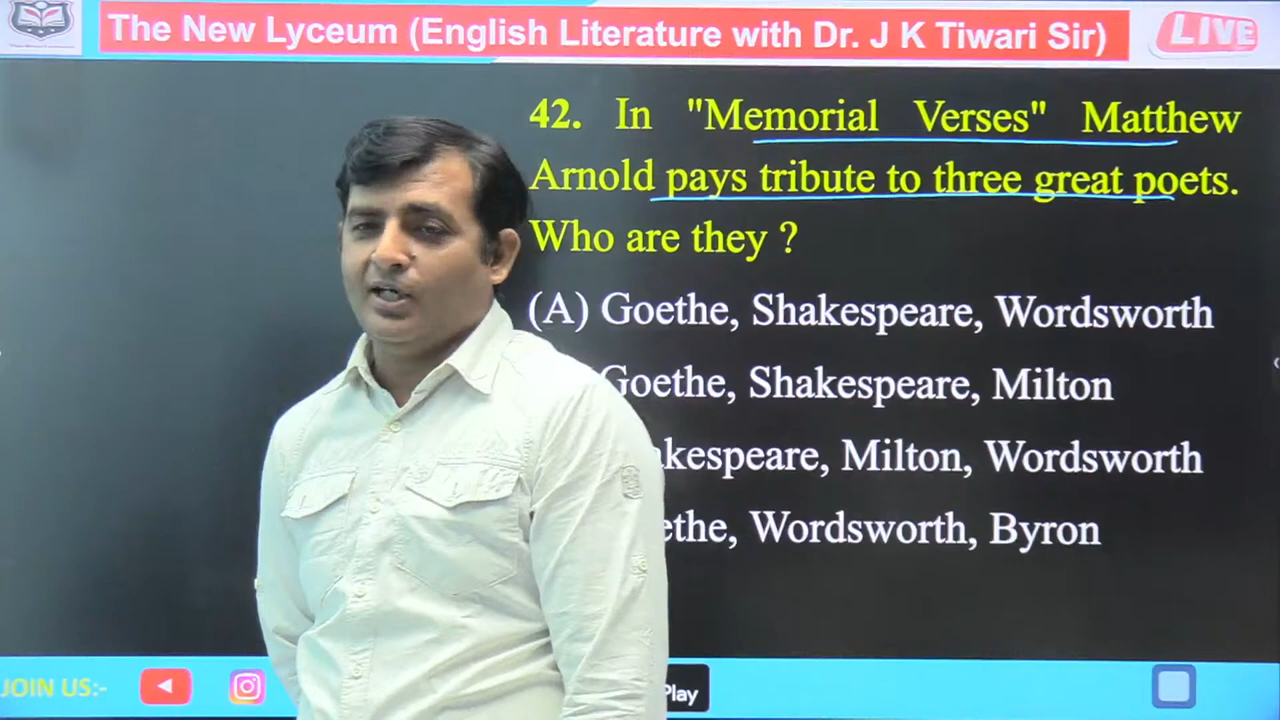 The New Lyceum (English Literature with Dr. J K Tiwari Sir)
LIVE
42. In "Memorial Verses" Matthew
Arnold pays tribute to three great poets.
Who are they ?
(A) Goethe, Shakespeare, Wordsworth
Goethe, Shakespeare, Milton
akespeare, Milton, Wordsworth
ethe, Wordsworth, Byron
JOIN US:-
Play